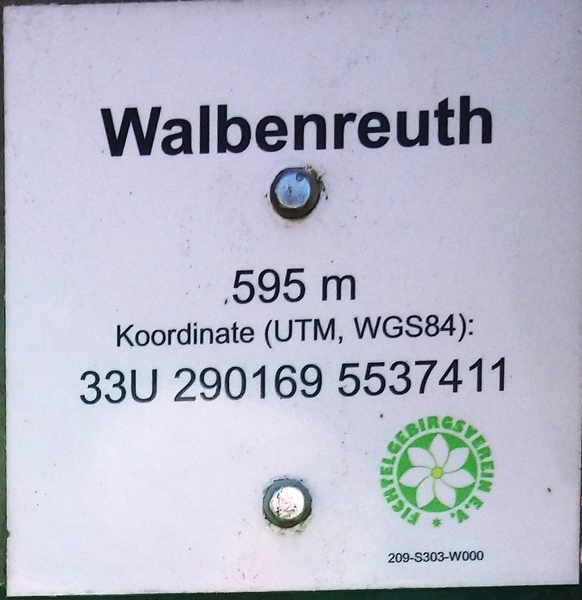 Walbenreuth
595 m
Koordinate (UTM, WGS84):
33U 290169 5537411
FICHTELGEBIRGSVEREIN E.V.
209-S303-W000